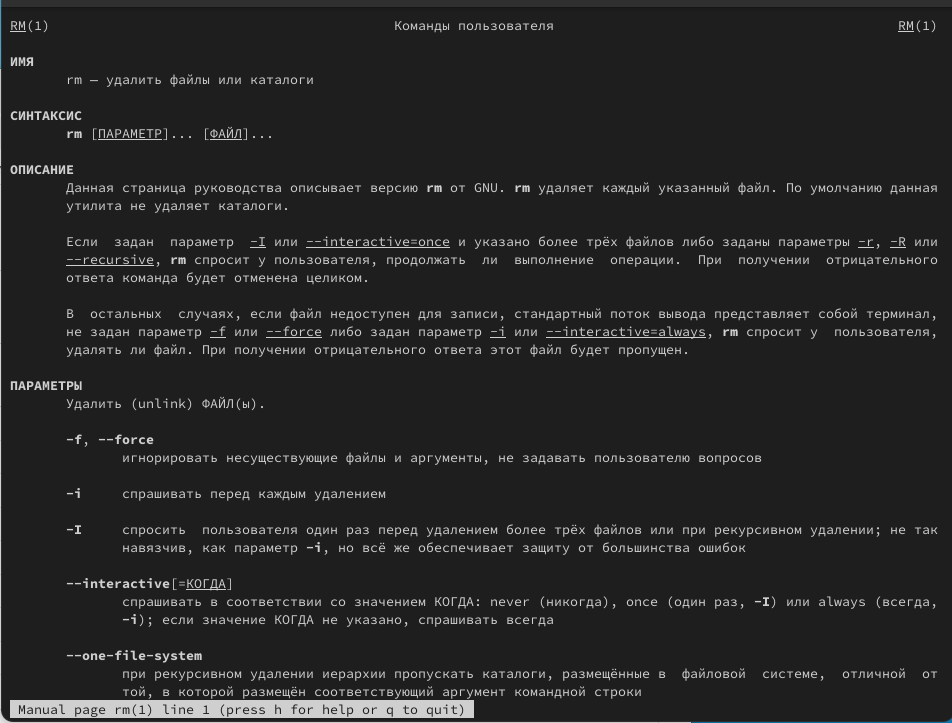 RM(1) Команды пользователя RM(1)
ИМЯ
rm — удалить файлы или каталоги
СИНТАКСИС
rm [ПАРАМЕТР]... [ФАЙЛ]...
ОПИСАНИЕ
Данная страница руководства описывает версию rm от GNU. rm удаляет каждый указанный файл. По умолчанию данная
утилита не удаляет каталоги.
Если задан параметр -I или --interactive=once и указано более трёх файлов либо заданы параметры -r, -R или
--recursive, rm спросит у пользователя, продолжать ли выполнение операции. При получении отрицательного
ответа команда будет отменена целиком.
В остальных случаях, если файл недоступен для записи, стандартный поток вывода представляет собой терминал,
не задан параметр -f или --force либо задан параметр -i или --interactive=always, rm спросит у пользователя,
удалять ли файл. При получении отрицательного ответа этот файл будет пропущен.
ПАРАМЕТРЫ
Удалить (unlink) ФАЙЛ(ы).
-f, --force
игнорировать несуществующие файлы и аргументы, не задавать пользователю вопросов
-i спрашивать перед каждым удалением
-I спросить пользователя один раз перед удалением более трёх файлов или при рекурсивном удалении; не так
навязчив, как параметр -i, но всё же обеспечивает защиту от большинства ошибок
--interactive[=КОГДА]
спрашивать в соответствии со значением КОГДА: never (никогда), once (один раз, -I) или always (всегда,
-i); если значение КОГДА не указано, спрашивать всегда
--one-file-system
при рекурсивном удалении иерархии пропускать каталоги, размещённые в файловой системе, отличной от
той, в которой размещён соответствующий аргумент командной строки
Manual page rm(1) line 1 (press h for help or q to quit)